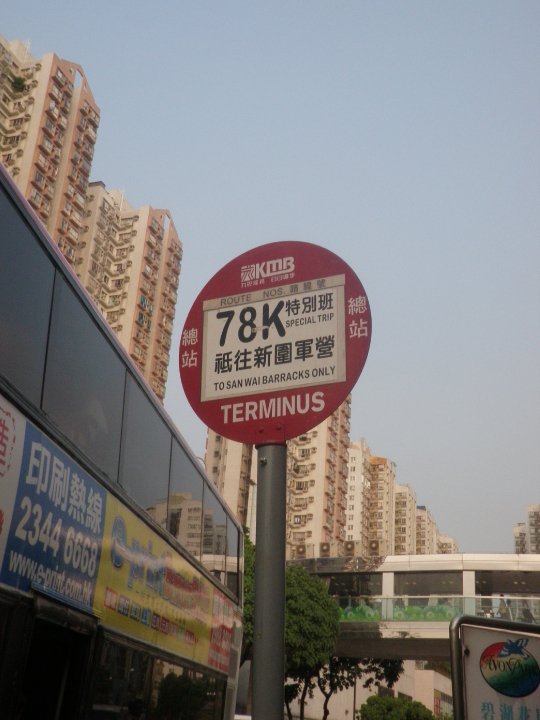 KMB
ROUTE NOS. 路線號
78K 特別班
SPECIAL TRIP
祗往新圍軍營
TO SAN WAI BARRACKS ONLY
總站
總站
TERMINUS
印刷熱線
2344 6668
www.e-print.com.hk
e-print